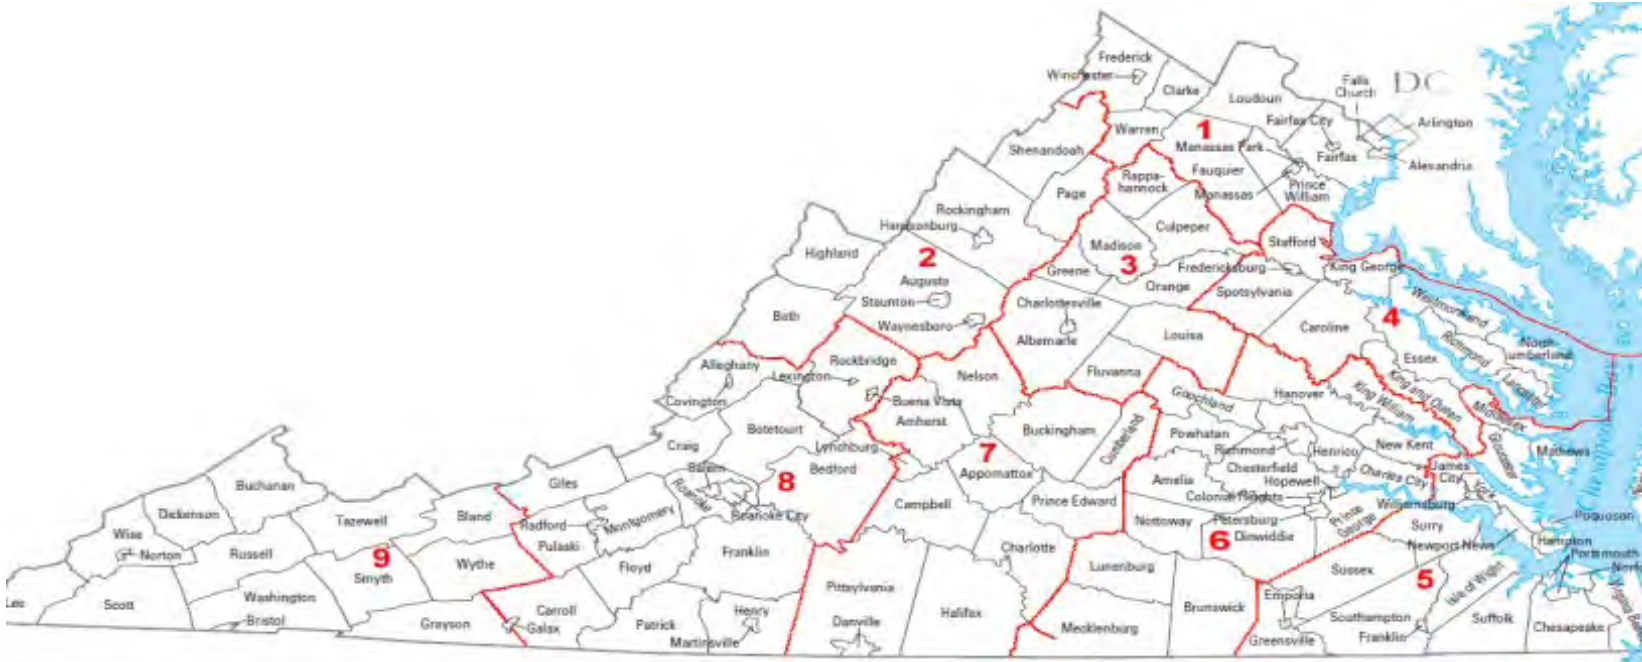 Frederick
Winchester
Clarke
Loudoun
Falls
Church
DC
Fairfax City
Arlington
Warren
1
Manassas Park
Fairfax
Alexandria
Shenandoah
Fauquier
Rappa-
hannock
Manassas
Prince
William
Page
Rockingham
Harrisonburg
Culpeper
Highland
2
Madison
Stafford
3
Fredericksburg
King George
Greene
Augusta
Orange
Spotsylvania
Staunton
Charlottesville
Westmoreland
Bath
4
Waynesboro
Albemarle
Louisa
Caroline
North
umberland
Richmond
Rockbridge
Alleghany
Essex
Lexington
Nelson
Fluvanna
Lancaster
Covington
Buena Vista
Goochland
Hanover
King William
King and Queen
Middlesex
Amherst
Botetourt
Buckingham
Cumberland
Powhatan
Craig
Lynchburg
Richmond
Henrico
New Kent
Gloucester
Mathews
Salem
Bedford
7
Appomattox
Chesterfield
James
City
Charles City
Roanoke
8
Amelia
Hopewell
Buchanan
Giles
Colonial Heights
York
Prince Edward
Williamsburg
Campbell
Dickenson
Bland
Radford
Montgomery
Roanoke City
Nottoway
Petersburg
Prince
George
Poquoson
Tazewell
Surry
Wise
Norton
Dinwiddie
6
Newport News
Hampton
Pulaski
Franklin
Charlotte
Portsmouth
Russell
9
Wythe
Floyd
Lunenburg
Sussex
5
Isle of Wight
Norf
Smyth
Pittsylvania
Emporia
Scott
Washington
Carroll
Henry
Halifax
Brunswick
Southampton
Suffolk
Virginia Bea
Bristol
Grayson
Galax
Patrick
Danville
Mecklenburg
Chesapeake
Martinsville
Greensville
Franklin